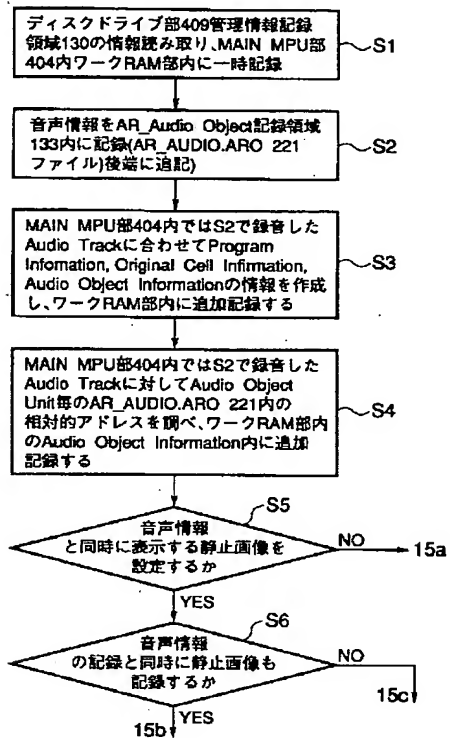 ディスクドライブ部409管理情報記録
領域130の情報読み取り、MAIN MPU部
404内ワークRAM部内に一時記録
S1
音声情報をAR_Audio Object記録領域
133内に記録(AR_AUDIO.ARO 221
ファイル)後端に追記)
S2
MAIN MPU部404内ではS2で録音した
Audio Trackに合わせてProgram
Infomation, Original Cell Infirmation,
Audio Object Informationの情報を作成
し、ワークRAM部内に追加記録する
S3
MAIN MPU部404内ではS2で録音した
Audio Trackに対してAudio Object
Unit毎のAR_AUDIO.ARO 221内の
相対的アドレスを調べ、ワークRAM部内
のAudio Object Information内に追加
記録する
S4
S5
音声情報
と同時に表示する静止画像を
設定するか
NO
15a
YES
S6
音声情報
の記録と同時に静止画像も
記録するか
NO
15c
YES
15b